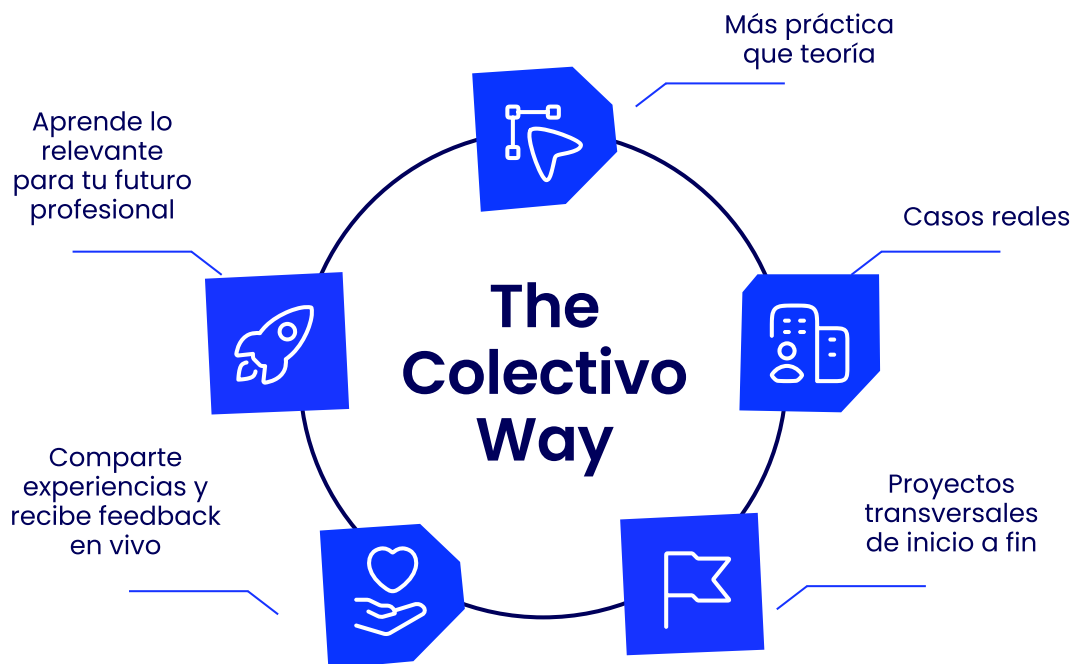 Más práctica
que teoría
Aprende lo
relevante
para tu futuro
profesional
Casos reales
The
Colectivo
Way
Comparte
experiencias y
recibe feedback
en vivo
Proyectos
transversales
de inicio a fin